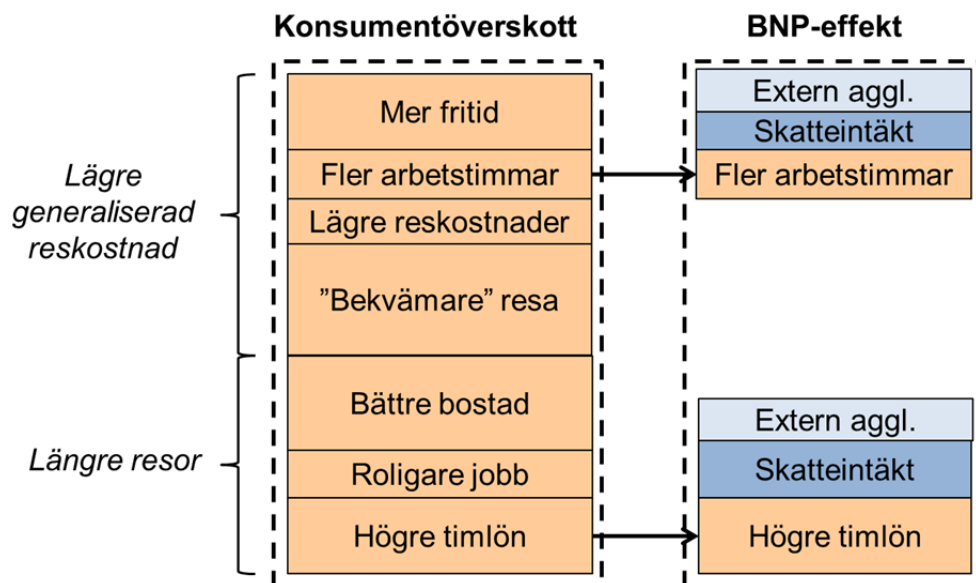 Konsumentöverskott
BNP-effekt
Lägre
generaliserad
reskostnad
Mer fritid
Fler arbetstimmar
Lägre reskostnader
”Bekvämare” resa
Längre resor
Bättre bostad
Roligare jobb
Högre timlön
Extern aggl.
Skatteintäkt
Fler arbetstimmar
Extern aggl.
Skatteintäkt
Högre timlön